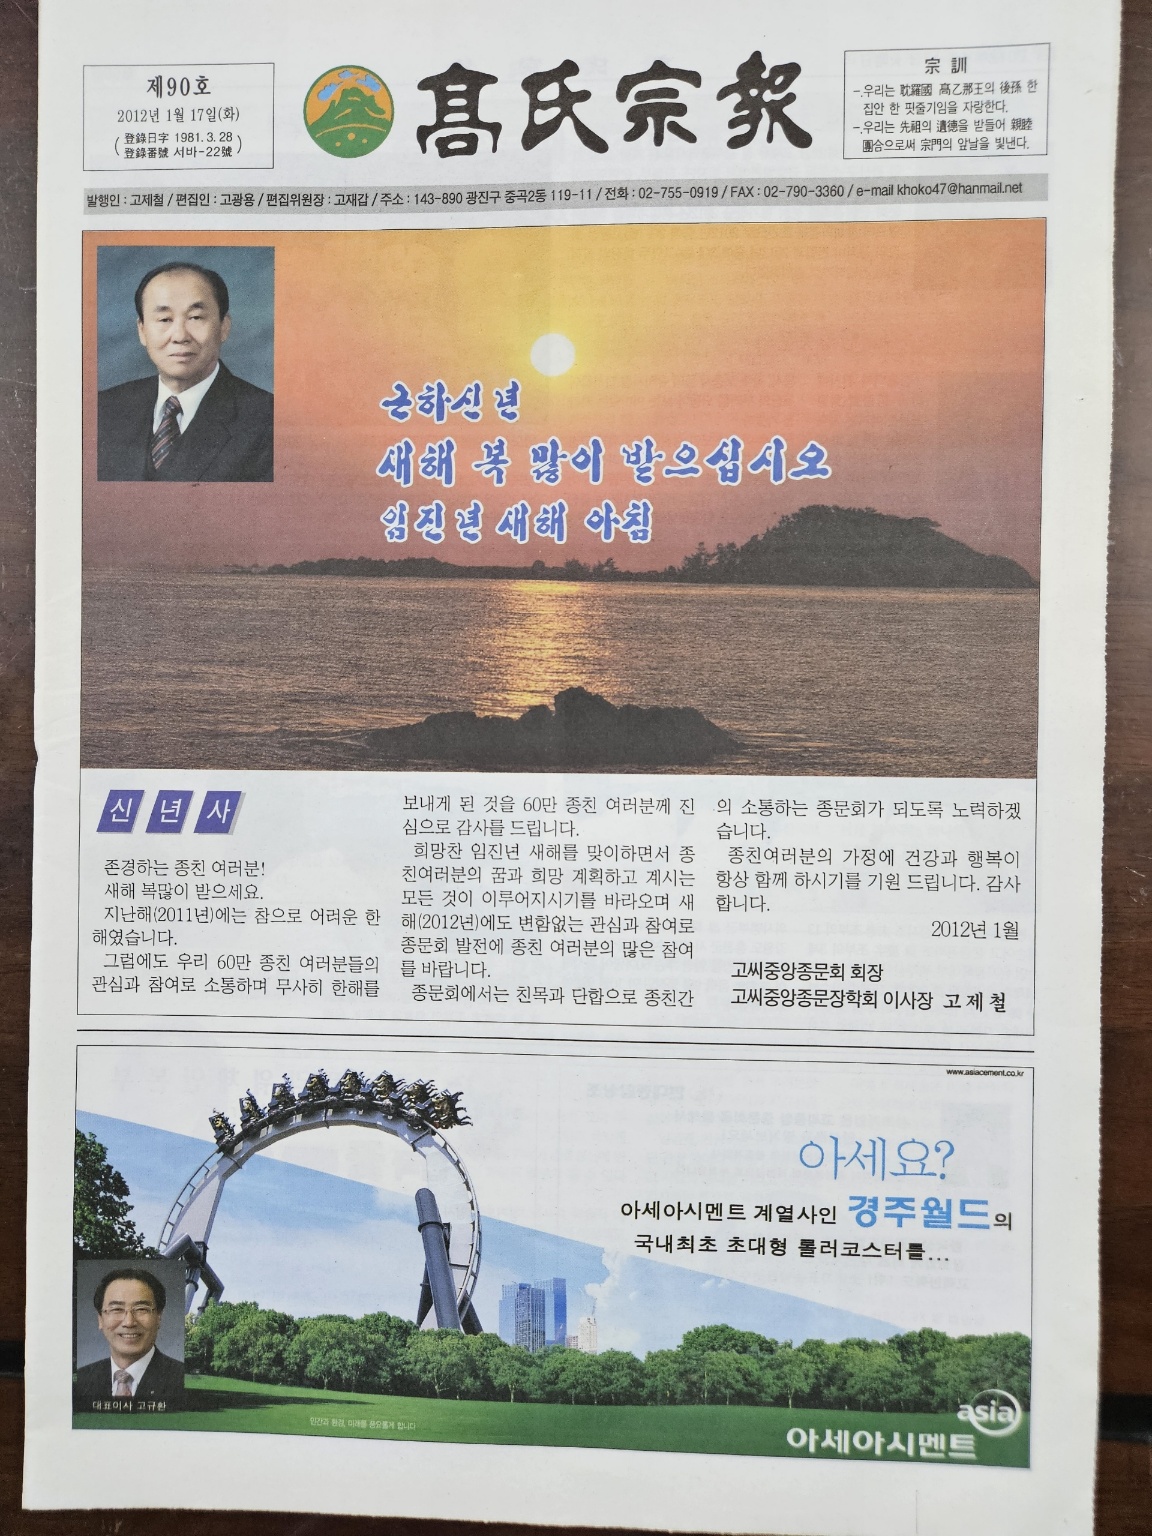 제90호
2012년 1월 17일(화)
(登錄日字 1981. 3. 28
登錄番號 서바-22號)
高氏宗報
宗 訓
-.우리는 耽羅國 高乙那王의 後孫 한
집안 한 핏줄기임을 자랑한다.
-.우리는 先祖의 遺德을 받들어 親睦
團合으로써 宗門의 앞날을 빛낸다.
발행인 : 고제철 / 편집인 : 고광용 / 편집위원장 : 고재갑 / 주소 : 143-890 광진구 중곡2동 119-11 / 전화 : 02-755-0919 / FAX : 02-790-3360 / e-mail khoko47@hanmail.net
근하신년
새해 복 많이 받으십시오
임진년 새해 아침
신년사
존경하는 종친 여러분!
새해 복많이 받으세요.
지난해(2011년)에는 참으로 어려운 한
해였습니다.
그럼에도 우리 60만 종친 여러분들의
관심과 참여로 소통하며 무사히 한해를
보내게 된 것을 60만 종친 여러분께 진
심으로 감사를 드립니다.
희망찬 임진년 새해를 맞이하면서 종
친여러분의 꿈과 희망 계획하고 계시는
모든 것이 이루어지시기를 바라오며 새
해(2012년)에도 변함없는 관심과 참여로
종문회 발전에 종친 여러분의 많은 참여
를 바랍니다.
종문회에서는 친목과 단합으로 종친간
의 소통하는 종문회가 되도록 노력하겠
습니다.
종친여러분의 가정에 건강과 행복이
항상 함께 하시기를 기원 드립니다. 감사
합니다.
2012년 1월
고씨중앙종문회 회장
고씨중앙종문장학회 이사장 고 제 철
www.asiacement.co.kr
아세요?
아세아시멘트 계열사인 경주월드의
국내최초 초대형 롤러코스터를...
대표이사 고규환
인간과 환경, 미래를 풍요롭게 합니다
asia
아세아시멘트